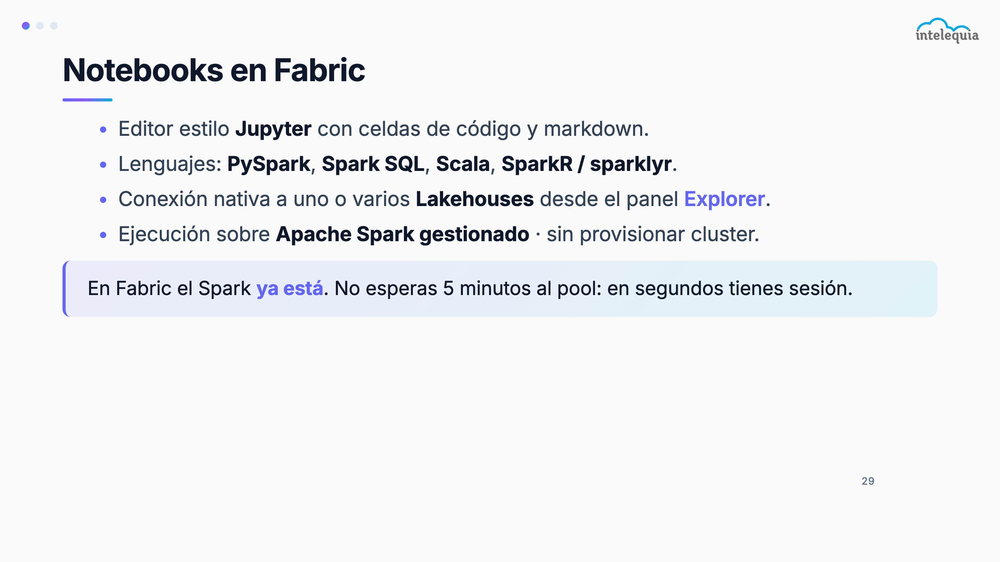 intelequia
Notebooks en Fabric
Editor estilo Jupyter con celdas de código y markdown.
Lenguajes: PySpark, Spark SQL, Scala, SparkR / sparklyr.
Conexión nativa a uno o varios Lakehouses desde el panel Explorer.
Ejecución sobre Apache Spark gestionado · sin provisionar cluster.
En Fabric el Spark ya está. No esperas 5 minutos al pool: en segundos tienes sesión.
29